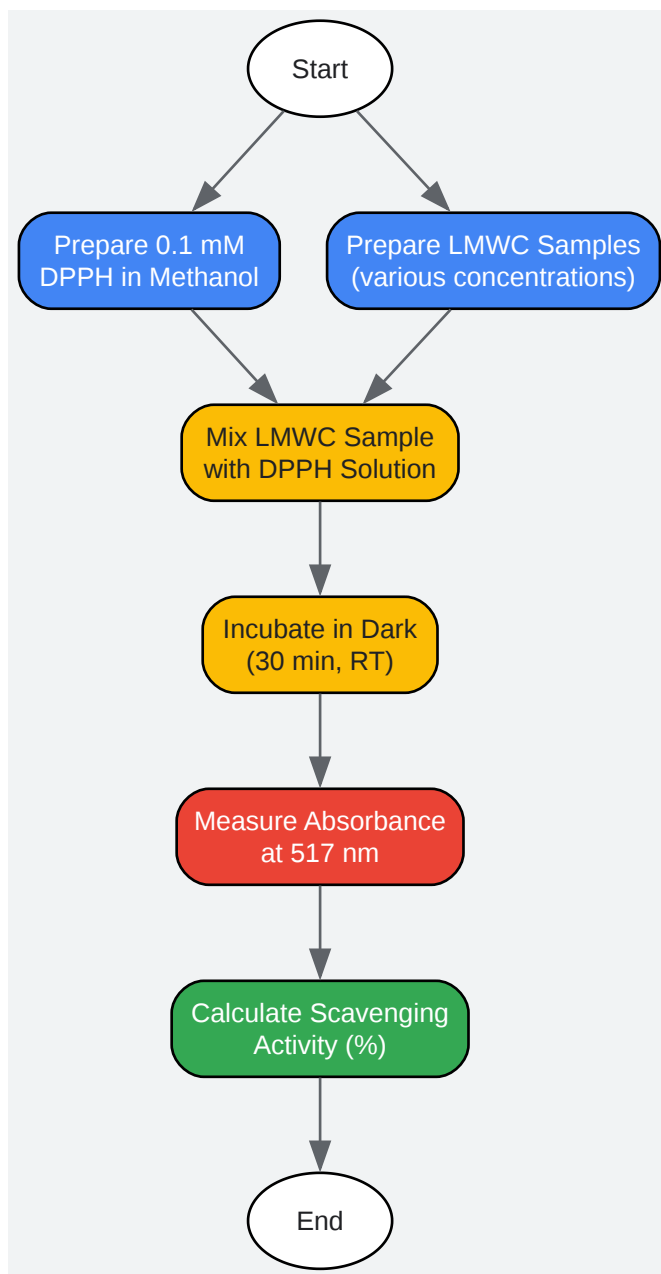 Start
Prepare 0.1 mM
DPPH in Methanol
Prepare LMWC Samples
(various concentrations)
Mix LMWC Sample
with DPPH Solution
Incubate in Dark
(30 min, RT)
Measure Absorbance
at 517 nm
Calculate Scavenging
Activity (%)
End